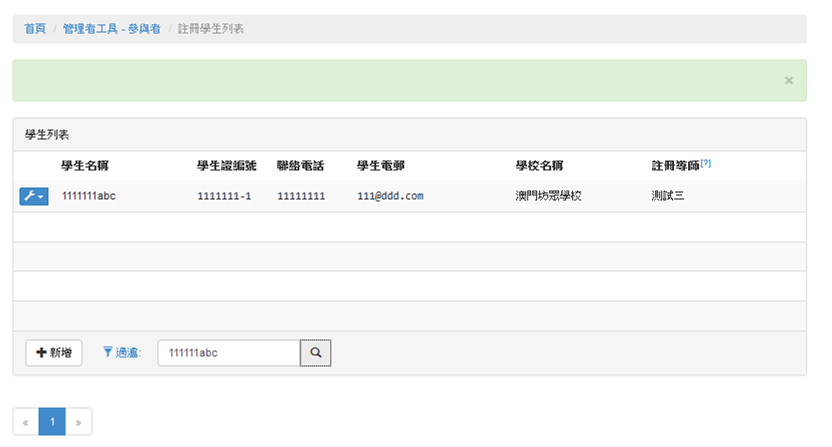 首頁 / 管理者工具 - 參與者 / 註冊學生列表
×
學生列表
學生名稱 學生證編號 聯絡電話 學生電郵 學校名稱 註冊導師[?]
1111111abc 1111111-1 11111111 111@ddd.com 澳門坊眾學校 測試三
新增 過濾: 111111abc
« 1 »